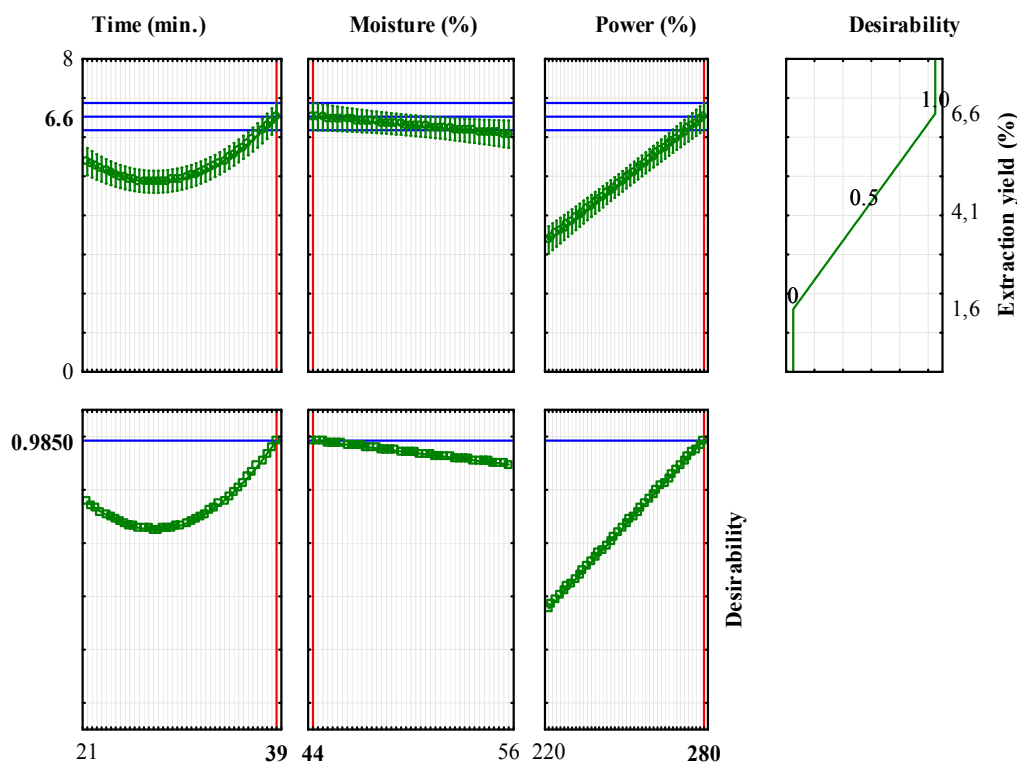 Time (min.)
Moisture (%)
Power (%)
Desirability
8
6.6
0
1.0
6,6
0.5
4,1
0
1,6
Extraction yield (%)
0.9850
Desirability
21
39
44
56
220
280